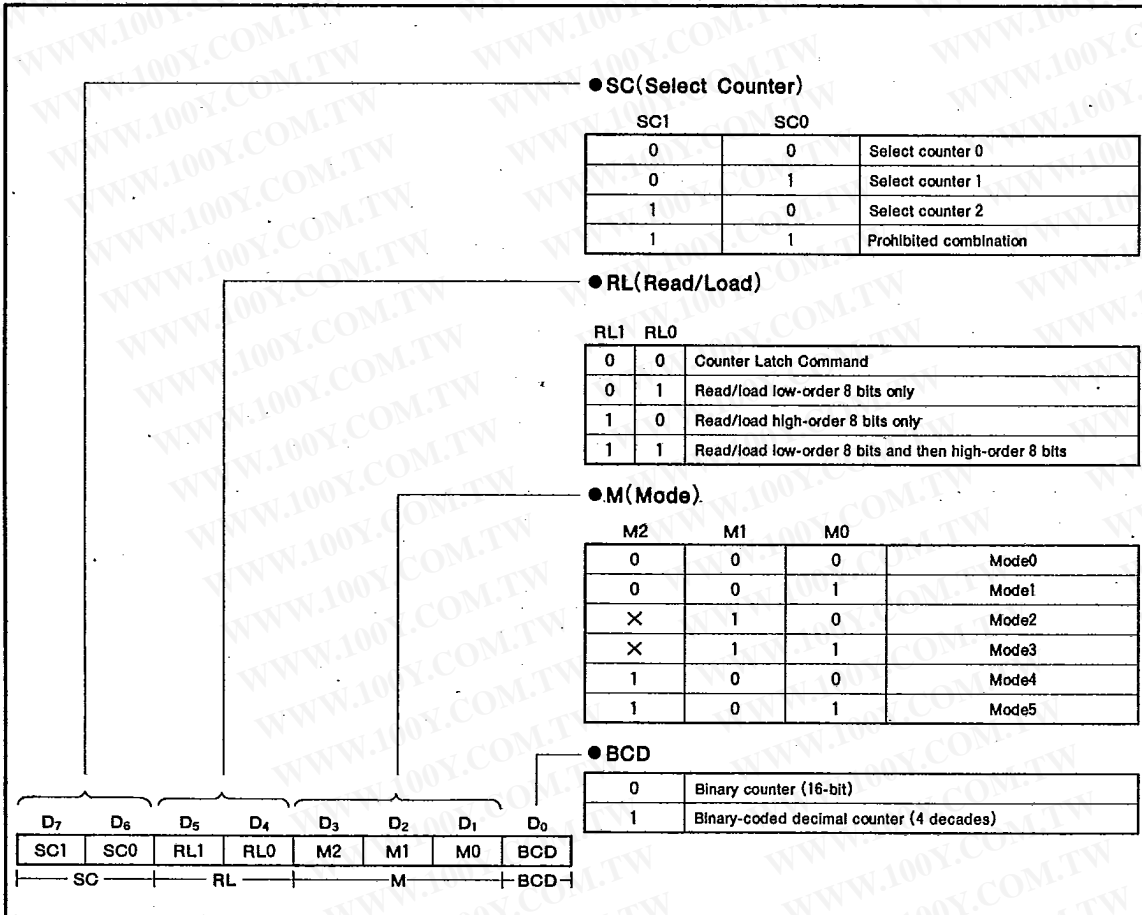 ●SC(Select Counter)
SC1 SC0
0 0 Select counter 0
0 1 Select counter 1
1 0 Select counter 2
1 1 Prohibited combination
●RL(Read/Load)
RL1 RL0
0 0 Counter Latch Command
0 1 Read/load low-order 8 bits only
1 0 Read/load high-order 8 bits only
1 1 Read/load low-order 8 bits and then high-order 8 bits
●M(Mode)
M2 M1 M0
0 0 0 Mode0
0 0 1 Mode1
× 1 0 Mode2
× 1 1 Mode3
1 0 0 Mode4
1 0 1 Mode5
●BCD
0 Binary counter (16-bit)
1 Binary-coded decimal counter (4 decades)
D7 D6 D5 D4 D3 D2 D1 D0
SC1 SC0 RL1 RL0 M2 M1 M0 BCD
SC RL M BCD
WWW.100Y.COM.TW